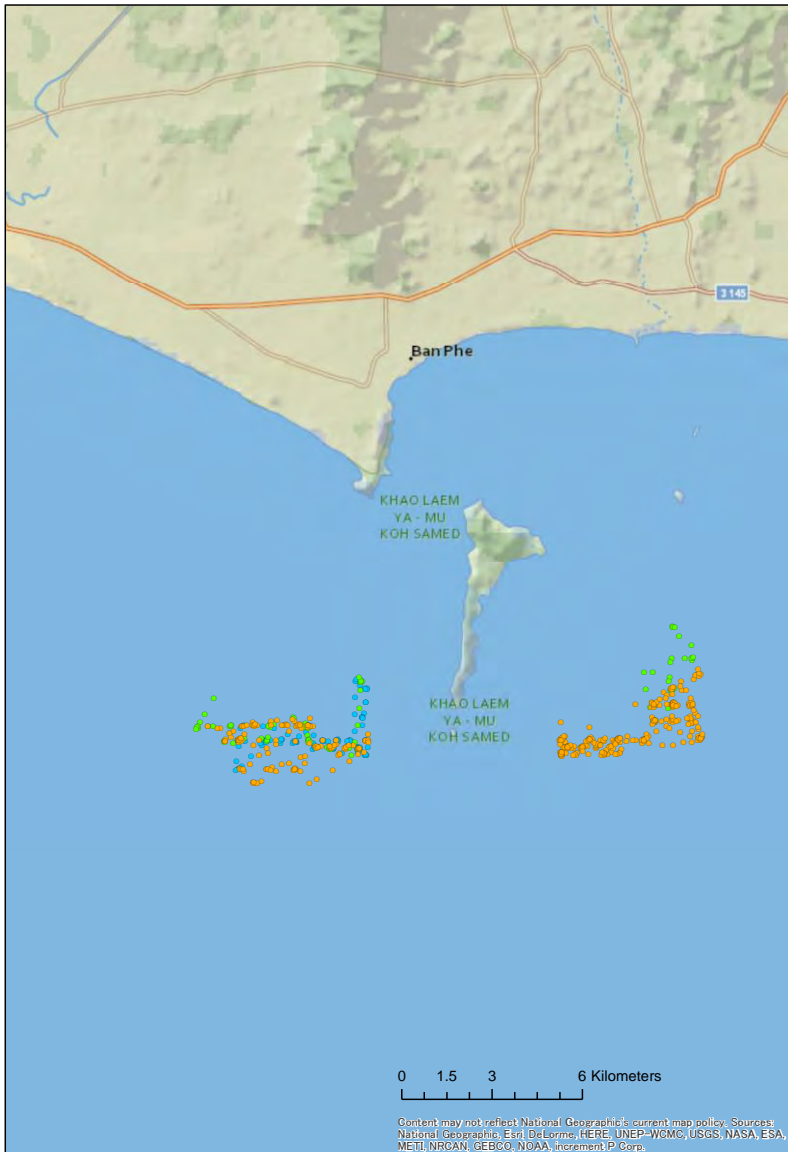 3145
Ban Phe
KHAO LAEM
YA - MU
KOH SAMED
KHAO LAEM
YA - MU
KOH SAMED
0 1.5 3 6 Kilometers
Content may not reflect National Geographic's current map policy. Sources:
National Geographic, Esri, DeLorme, HERE, UNEP-WCMC, USGS, NASA, ESA,
METI, NRCAN, GEBCO, NOAA, increment P Corp.